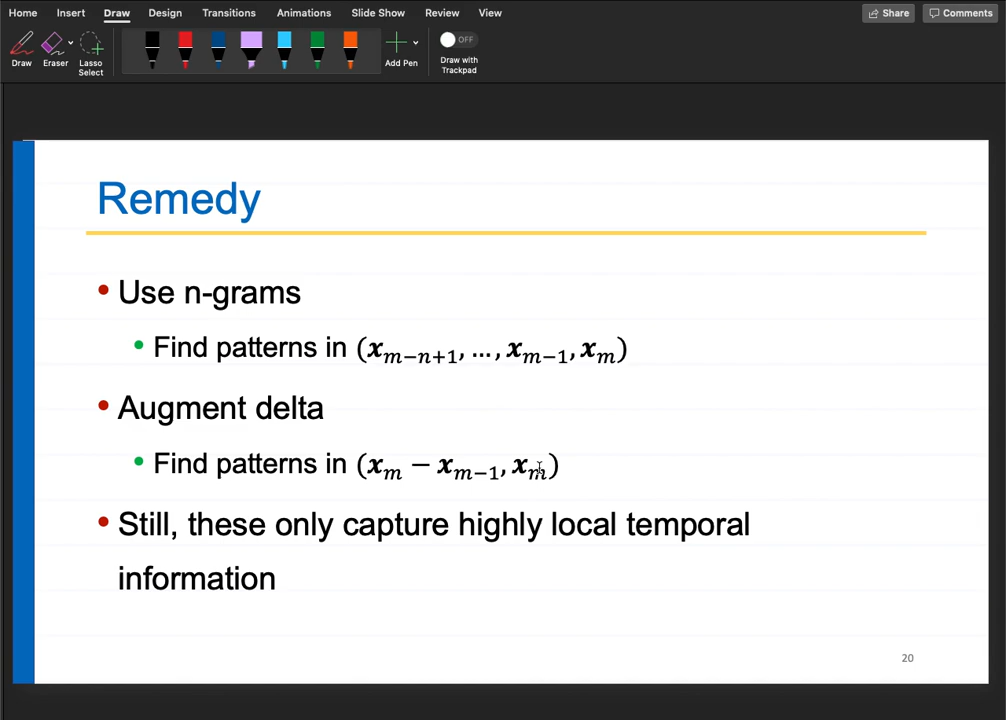 Home Insert Draw Design Transitions Animations Slide Show Review View Share Comments
Draw Eraser Lasso Select Add Pen OFF Draw with Trackpad
Remedy
• Use n-grams
• Find patterns in (𝒙ₘ₋ₙ₊₁, … , 𝒙ₘ₋₁, 𝒙ₘ)
• Augment delta
• Find patterns in (𝒙ₘ − 𝒙ₘ₋₁, 𝒙ₘ)
• Still, these only capture highly local temporal
information
20